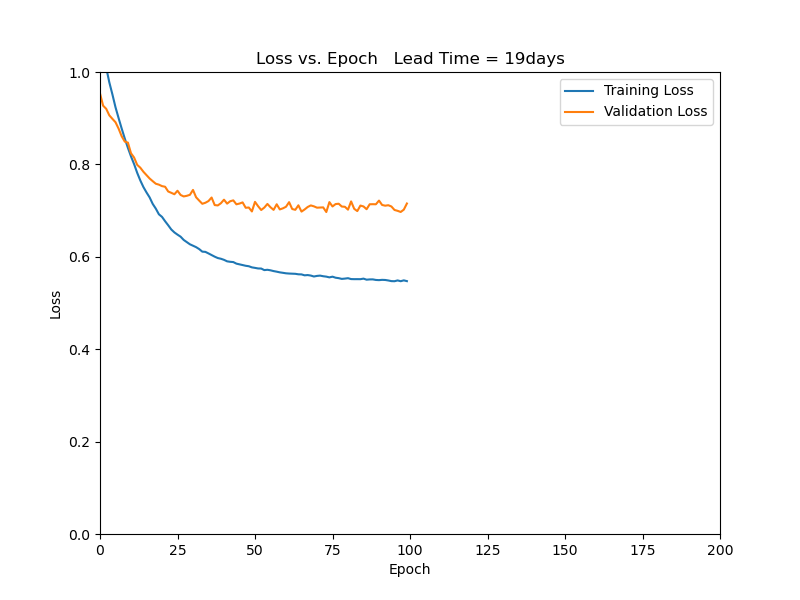 Loss vs. Epoch   Lead Time = 19days
Training Loss
Validation Loss
1.0
0.8
0.6
0.4
0.2
0.0
Loss
0 25 50 75 100 125 150 175 200
Epoch